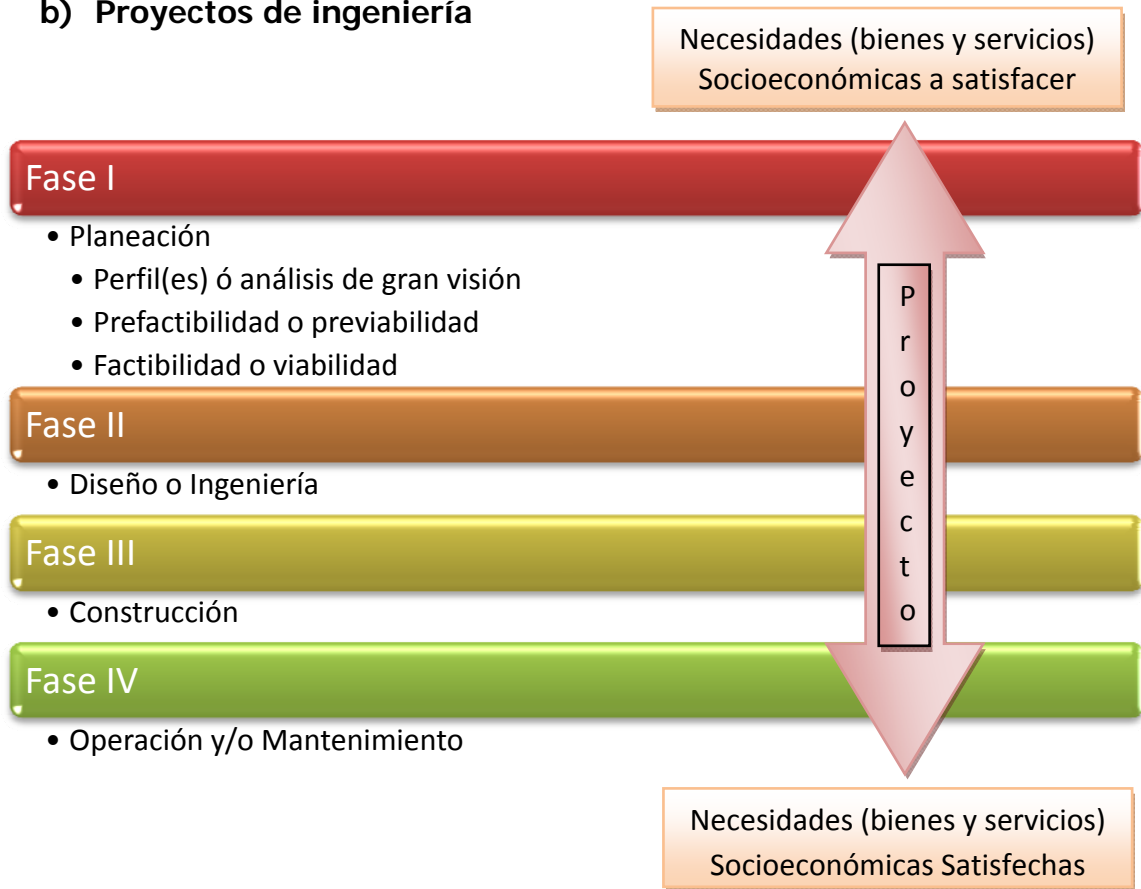 b) Proyectos de ingeniería
Necesidades (bienes y servicios)
Socioeconómicas a satisfacer
Fase I
• Planeación
• Perfil(es) ó análisis de gran visión
• Prefactibilidad o previabilidad
• Factibilidad o viabilidad
Fase II
• Diseño o Ingeniería
Fase III
• Construcción
Fase IV
• Operación y/o Mantenimiento
P
r
o
y
e
c
t
o
Necesidades (bienes y servicios)
Socioeconómicas Satisfechas